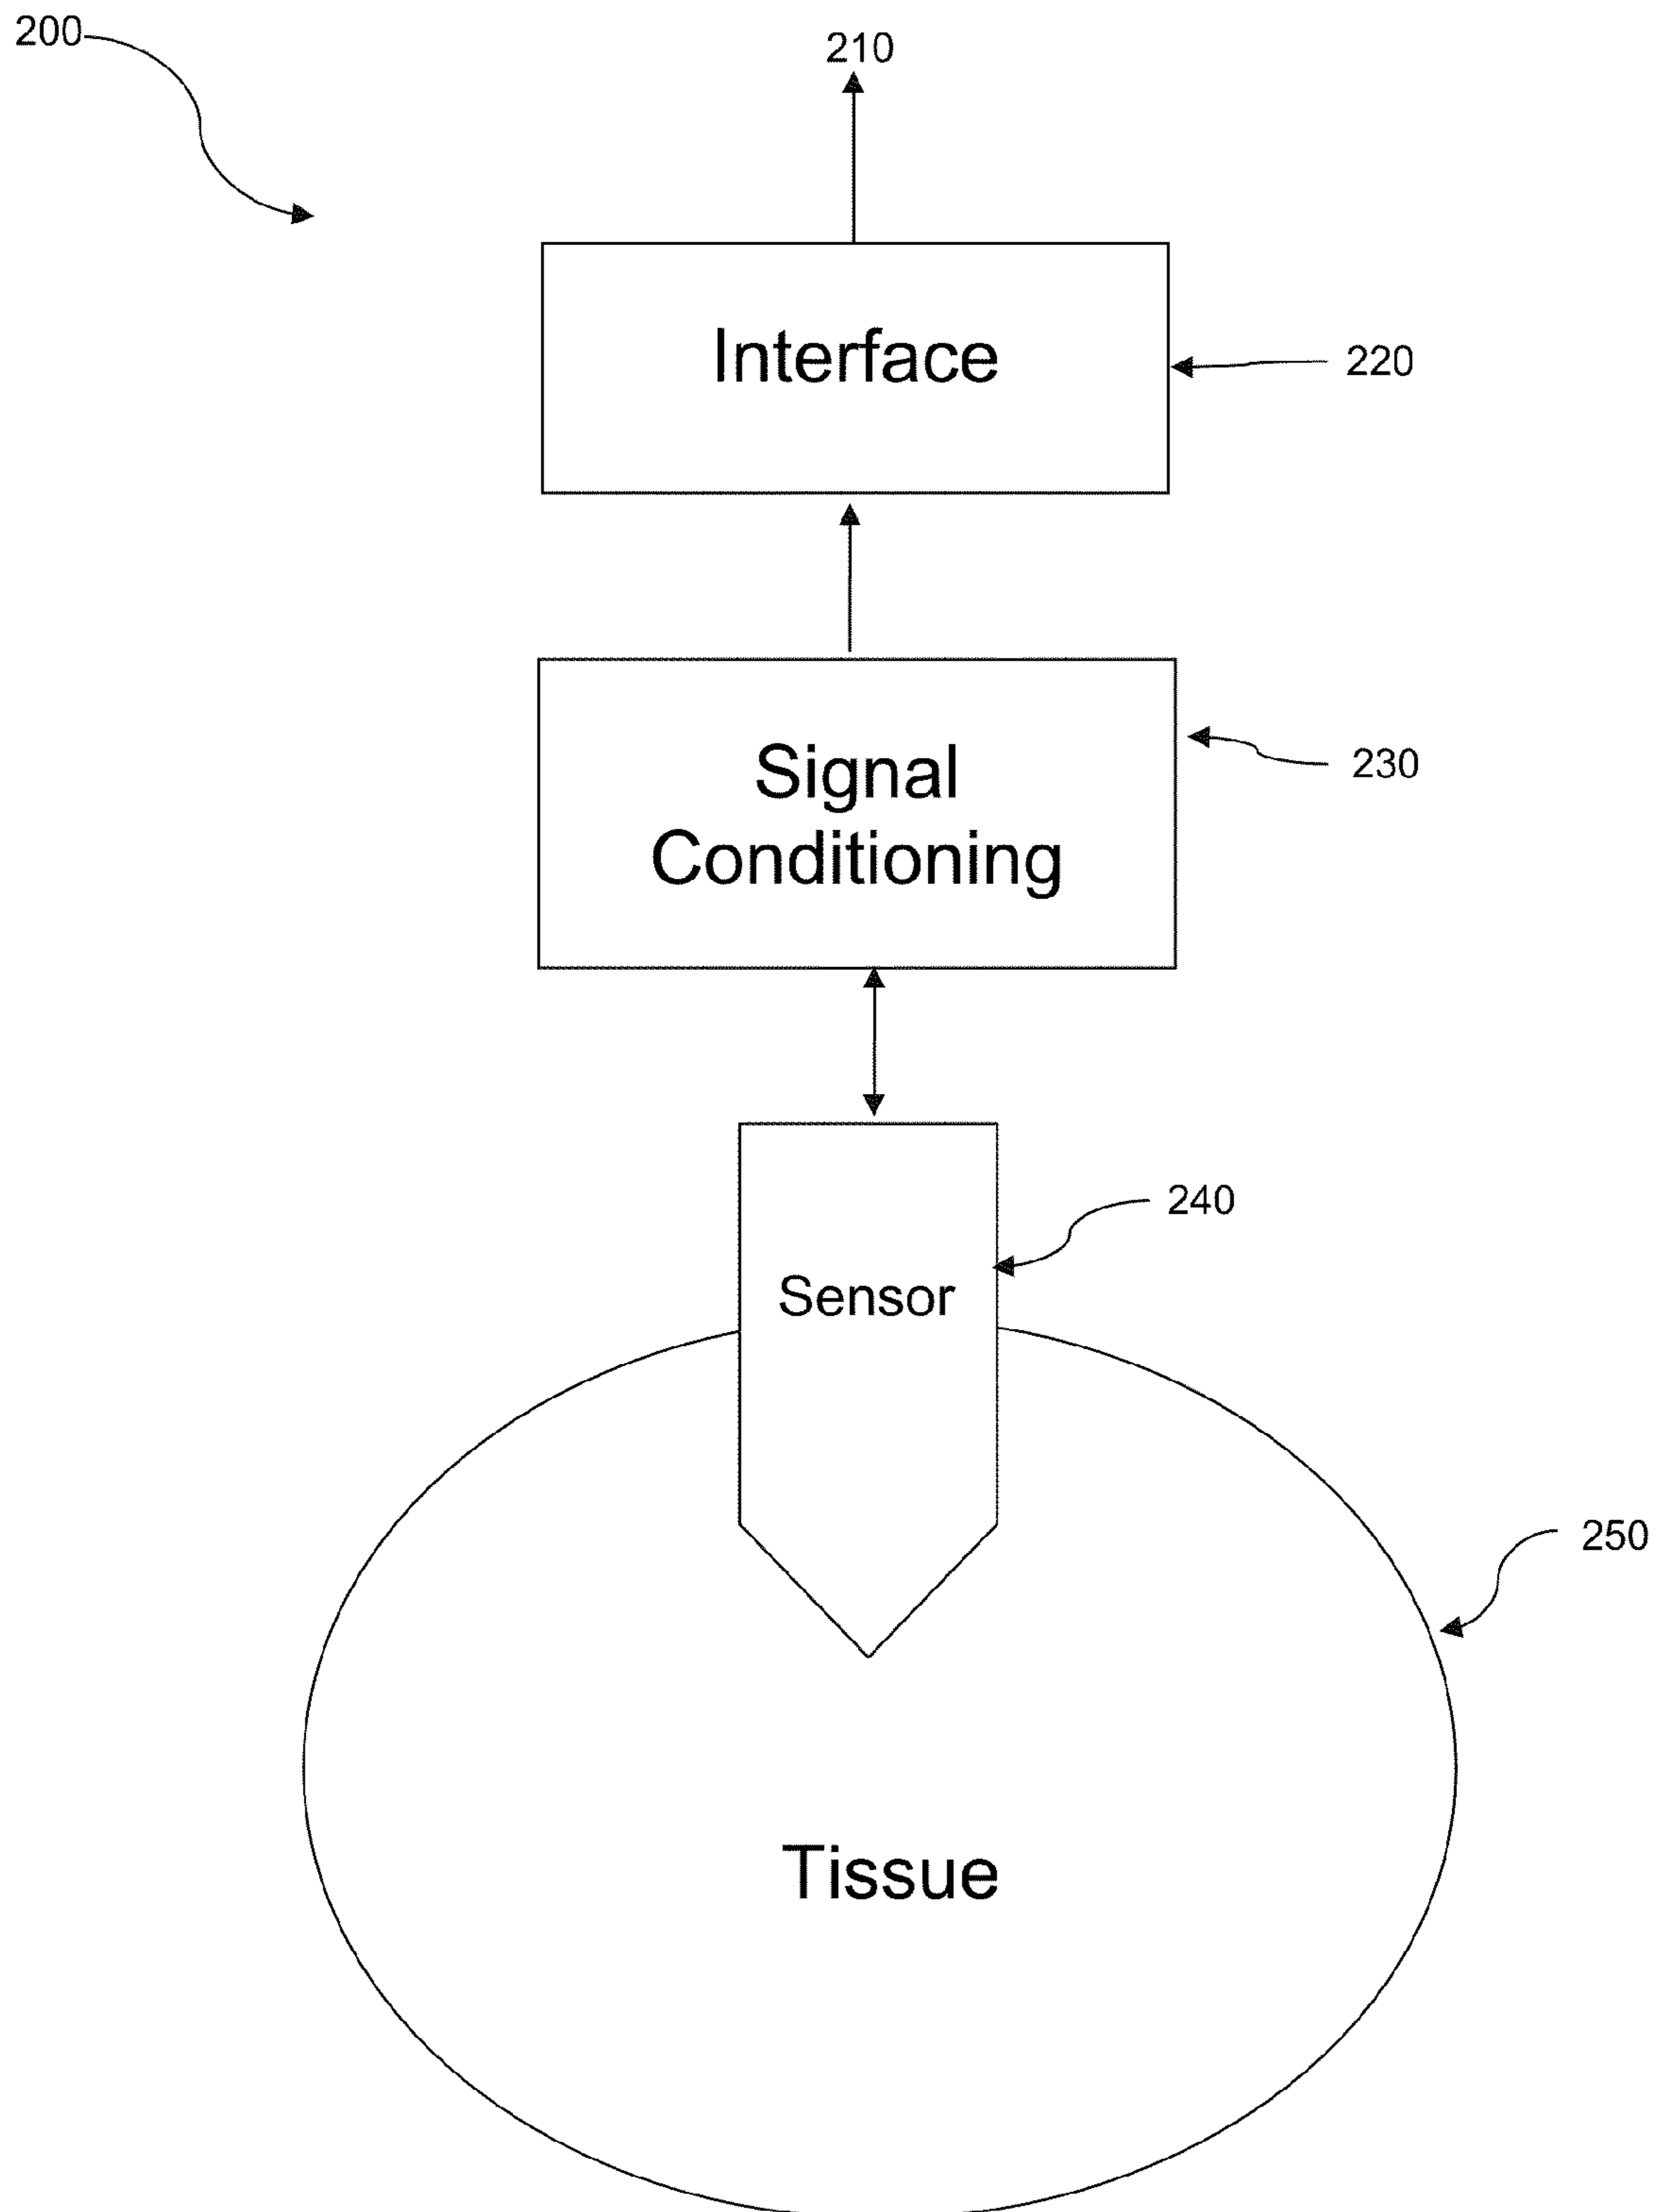 200
210
Interface
220
Signal
Conditioning
230
240
Sensor
250
Tissue